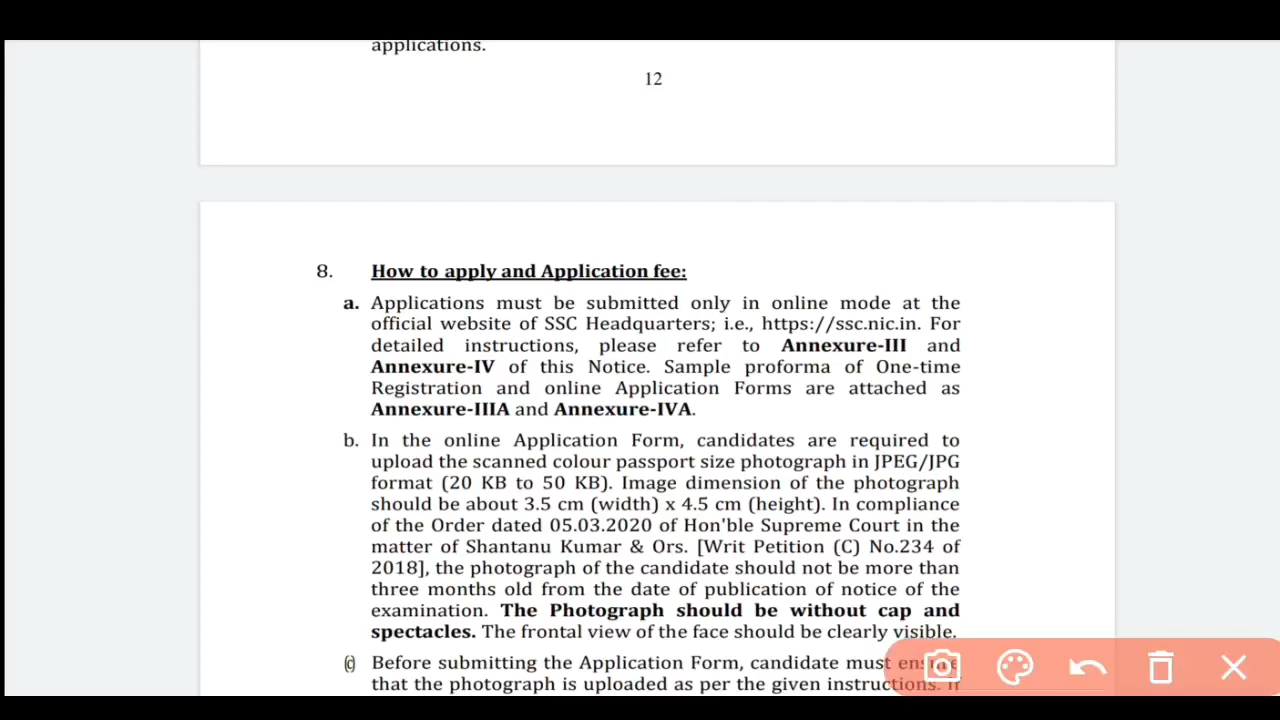 applications.
12
8. How to apply and Application fee:
a. Applications must be submitted only in online mode at the
official website of SSC Headquarters; i.e., https://ssc.nic.in. For
detailed instructions, please refer to Annexure-III and
Annexure-IV of this Notice. Sample proforma of One-time
Registration and online Application Forms are attached as
Annexure-IIIA and Annexure-IVA.
b. In the online Application Form, candidates are required to
upload the scanned colour passport size photograph in JPEG/JPG
format (20 KB to 50 KB). Image dimension of the photograph
should be about 3.5 cm (width) x 4.5 cm (height). In compliance
of the Order dated 05.03.2020 of Hon'ble Supreme Court in the
matter of Shantanu Kumar & Ors. [Writ Petition (C) No.234 of
2018], the photograph of the candidate should not be more than
three months old from the date of publication of notice of the
examination. The Photograph should be without cap and
spectacles. The frontal view of the face should be clearly visible.
(c) Before submitting the Application Form, candidate must ensure
that the photograph is uploaded as per the given instructions. If